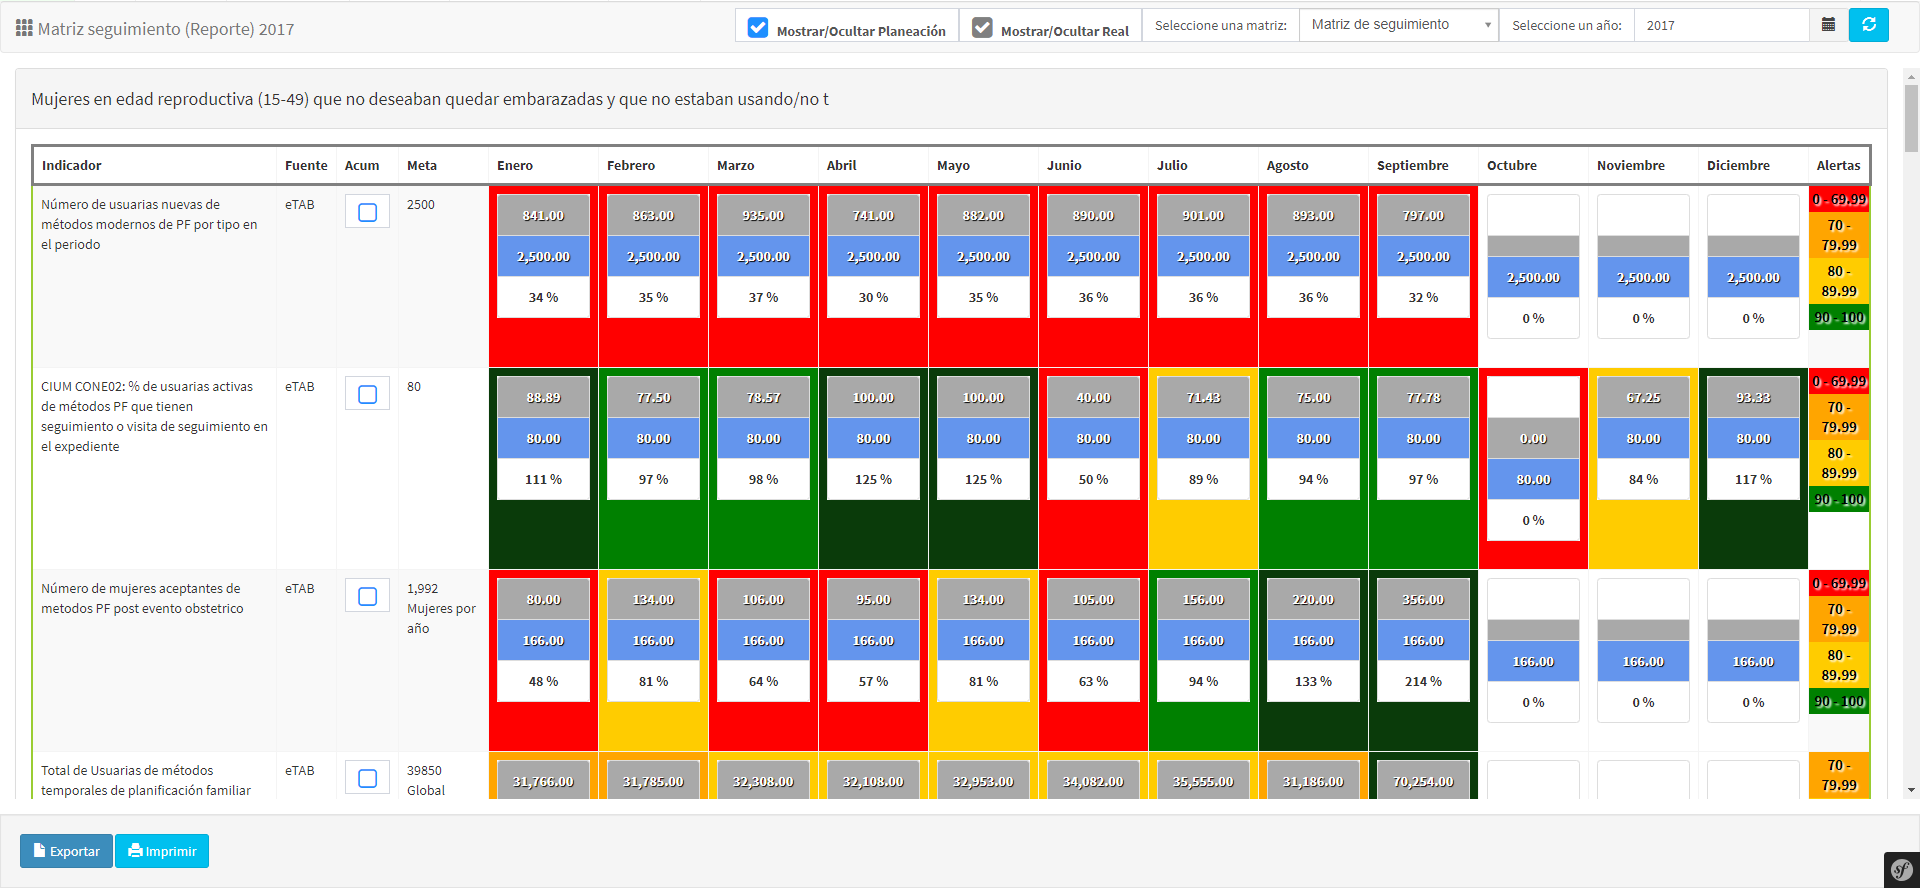 Matriz seguimiento (Reporte) 2017
Mostrar/Ocultar Planeación
Mostrar/Ocultar Real
Seleccione una matriz:
Matriz de seguimiento
Seleccione un año:
2017
Mujeres en edad reproductiva (15-49) que no deseaban quedar embarazadas y que no estaban usando/no t
Indicador Fuente Acum Meta Enero Febrero Marzo Abril Mayo Junio Julio Agosto Septiembre Octubre Noviembre Diciembre Alertas
Número de usuarias nuevas de
métodos modernos de PF por tipo en
el periodo
eTAB
2500
841.00 863.00 935.00 741.00 882.00 890.00 901.00 893.00 797.00
2,500.00 2,500.00 2,500.00 2,500.00 2,500.00 2,500.00 2,500.00 2,500.00 2,500.00 2,500.00 2,500.00 2,500.00
34 % 35 % 37 % 30 % 35 % 36 % 36 % 36 % 32 % 0 % 0 % 0 %
0 - 69.99
70 -
79.99
80 -
89.99
90 - 100
CIUM CONE02: % de usuarias activas
de métodos PF que tienen
seguimiento o visita de seguimiento en
el expediente
eTAB
80
88.89 77.50 78.57 100.00 100.00 40.00 71.43 75.00 77.78 0.00 67.25 93.33
80.00 80.00 80.00 80.00 80.00 80.00 80.00 80.00 80.00 80.00 80.00 80.00
111 % 97 % 98 % 125 % 125 % 50 % 89 % 94 % 97 % 0 % 84 % 117 %
0 - 69.99
70 -
79.99
80 -
89.99
90 - 100
Número de mujeres aceptantes de
metodos PF post evento obstetrico
eTAB
1,992
Mujeres por
año
80.00 134.00 106.00 95.00 134.00 105.00 156.00 220.00 356.00
166.00 166.00 166.00 166.00 166.00 166.00 166.00 166.00 166.00 166.00 166.00 166.00
48 % 81 % 64 % 57 % 81 % 63 % 94 % 133 % 214 % 0 % 0 % 0 %
0 - 69.99
70 -
79.99
80 -
89.99
90 - 100
Total de Usuarias de métodos
temporales de planificación familiar
eTAB
39850
Global
31,766.00 31,785.00 32,308.00 32,108.00 32,953.00 34,082.00 35,555.00 31,186.00 70,254.00
70 -
79.99
Exportar
Imprimir
sf